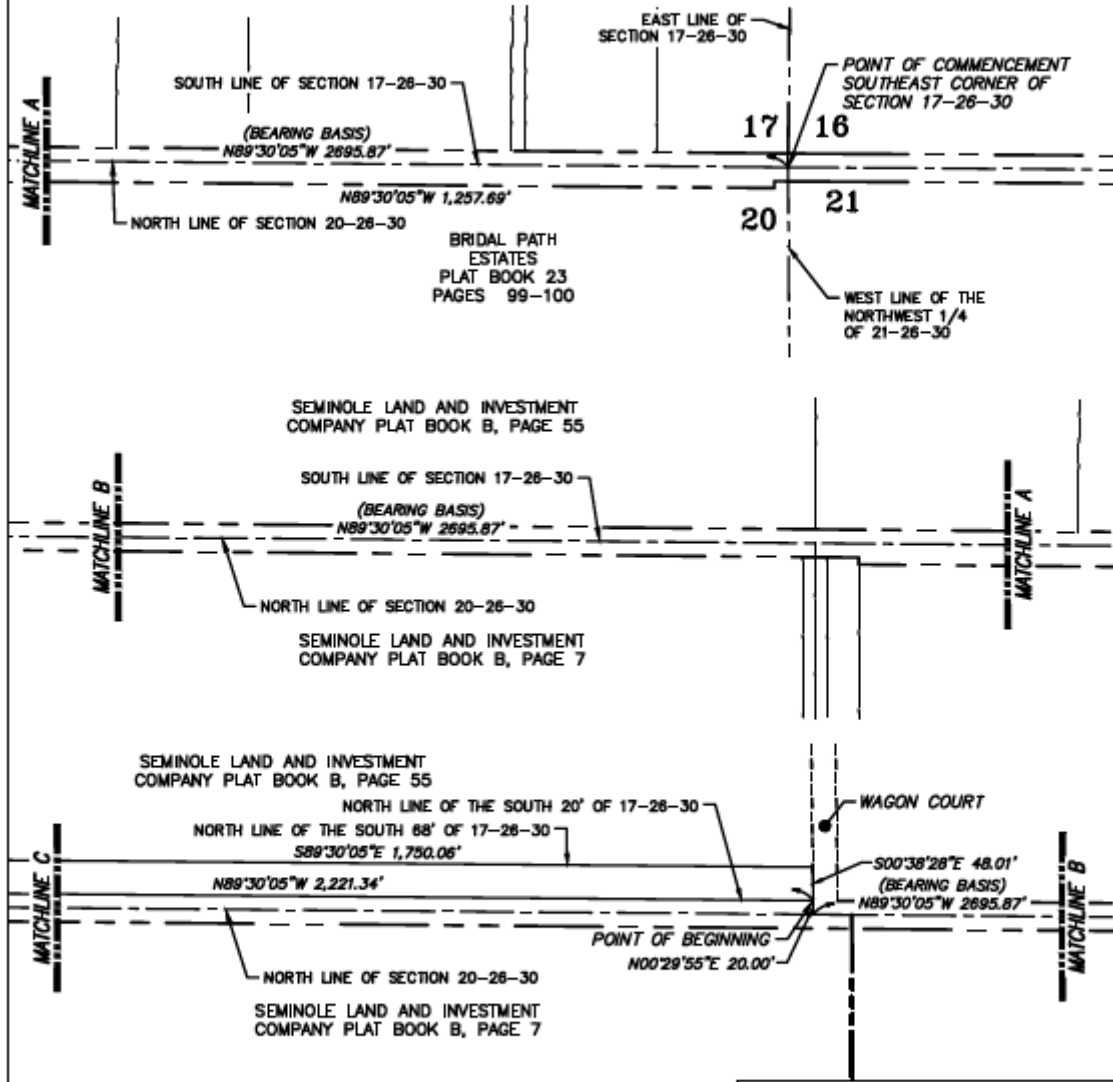 EAST LINE OF
SECTION 17-26-30
POINT OF COMMENCEMENT
SOUTHEAST CORNER OF
SECTION 17-26-30
SOUTH LINE OF SECTION 17-26-30
MATCHLINE A
(BEARING BASIS)
N89°30'05"W 2695.87'
17
16
N89°30'05"W 1,257.69'
20
21
NORTH LINE OF SECTION 20-26-30
BRIDAL PATH
ESTATES
PLAT BOOK 23
PAGES 99-100
WEST LINE OF THE
NORTHWEST 1/4
OF 21-26-30
SEMINOLE LAND AND INVESTMENT
COMPANY PLAT BOOK B, PAGE 55
SOUTH LINE OF SECTION 17-26-30
MATCHLINE B
(BEARING BASIS)
N89°30'05"W 2695.87'
MATCHLINE A
NORTH LINE OF SECTION 20-26-30
SEMINOLE LAND AND INVESTMENT
COMPANY PLAT BOOK B, PAGE 7
SEMINOLE LAND AND INVESTMENT
COMPANY PLAT BOOK B, PAGE 55
NORTH LINE OF THE SOUTH 20' OF 17-26-30
WAGON COURT
NORTH LINE OF THE SOUTH 68' OF 17-26-30
S89°30'05"E 1,750.06'
MATCHLINE C
S00°38'28"E 48.01'
N89°30'05"W 2,221.34'
(BEARING BASIS)
N89°30'05"W 2695.87'
MATCHLINE B
POINT OF BEGINNING
N00°29'55"E 20.00'
NORTH LINE OF SECTION 20-26-30
SEMINOLE LAND AND INVESTMENT
COMPANY PLAT BOOK B, PAGE 7